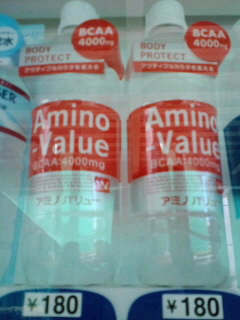 BCAA
4000mg
BODY
PROTECT
Amino
-Value
BCAA:4000mg
アミノバリュー
BCAA
4000mg
BODY
PROTECT
Amino
-Value
BCAA:4000mg
アミノバリュー
¥180
¥180